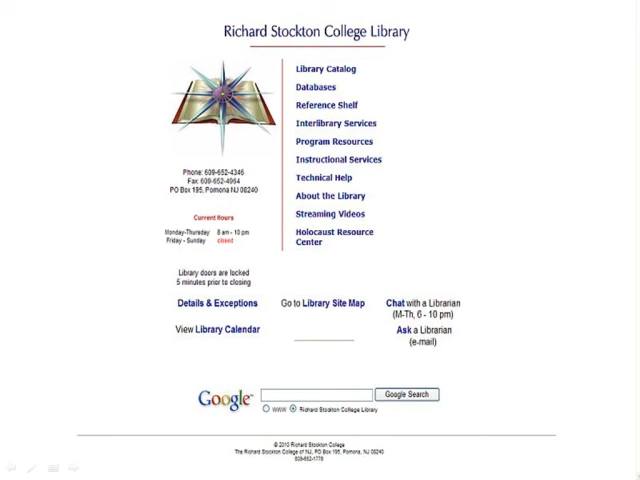 Richard Stockton College Library
Library Catalog
Databases
Reference Shelf
Interlibrary Services
Program Resources
Instructional Services
Technical Help
About the Library
Streaming Videos
Holocaust Resource
Center
Phone: 609-652-4346
Fax: 609-652-4964
PO Box 195, Pomona NJ 08240
Current Hours
Monday-Thursday 8 am - 10 pm
Friday - Sunday closed
Library doors are locked
5 minutes prior to closing
Details & Exceptions
View Library Calendar
Go to Library Site Map
Chat with a Librarian
(M-Th, 6 - 10 pm)
Ask a Librarian
(e-mail)
Google™
Google Search
WWW Richard Stockton College Library
© 2010 Richard Stockton College
The Richard Stockton College of NJ, PO Box 195, Pomona, NJ 08240
609-652-1776